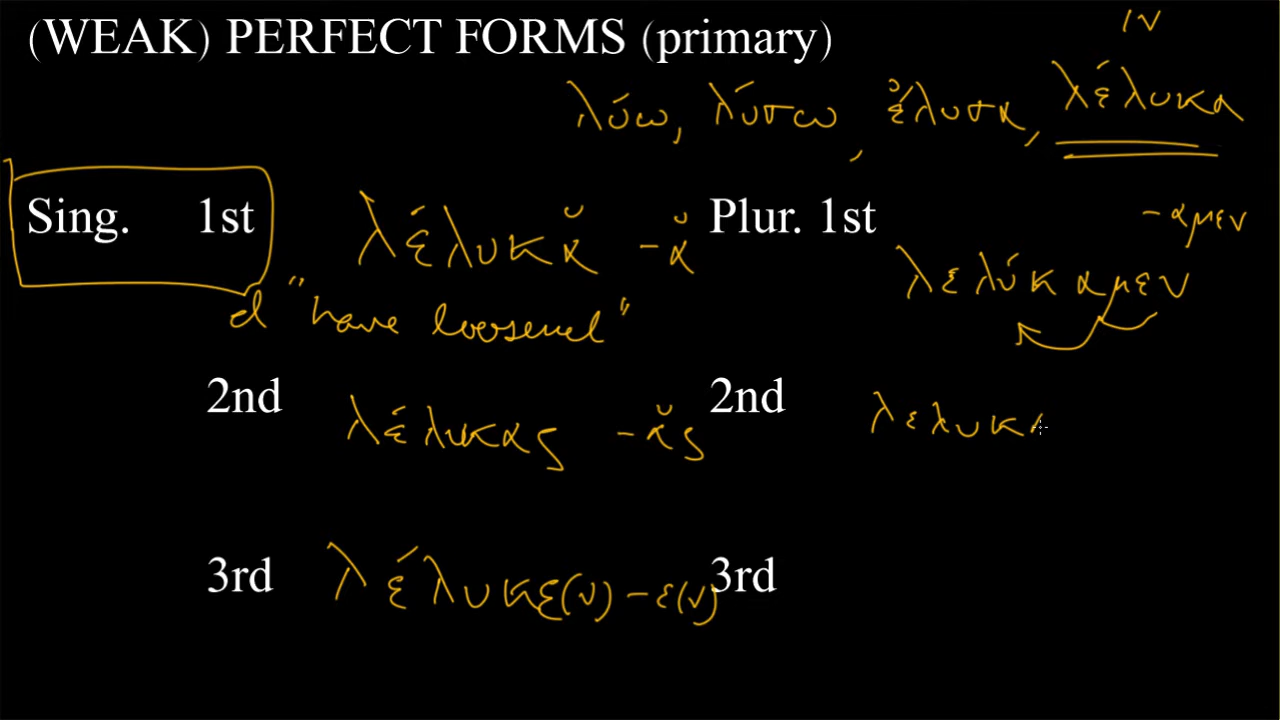 (WEAK) PERFECT FORMS (primary)
IV
λύω, λύσω, ἔλυσα, λέλυκα
Sing. 1st λέλυκᾰ -ᾰ
"have loosened"
2nd λέλυκας -ᾰς
3rd λέλυκε(ν) -ε(ν)
Plur. 1st -αμεν
λελύκαμεν
2nd λελυκ
3rd